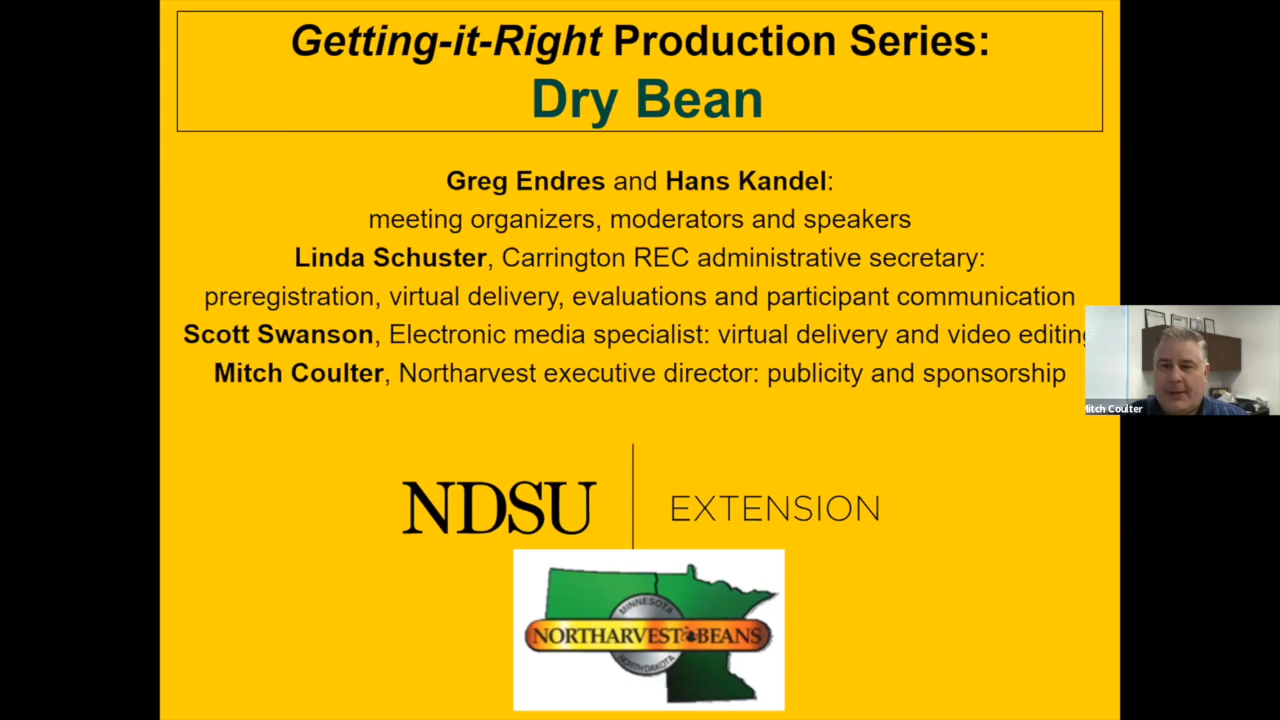 Getting-it-Right Production Series:
Dry Bean
Greg Endres and Hans Kandel:
meeting organizers, moderators and speakers
Linda Schuster, Carrington REC administrative secretary:
preregistration, virtual delivery, evaluations and participant communication
Scott Swanson, Electronic media specialist: virtual delivery and video editing
Mitch Coulter, Northarvest executive director: publicity and sponsorship
Mitch Coulter
NDSU EXTENSION
MINNESOTA
NORTHARVEST BEANS
NORTH DAKOTA